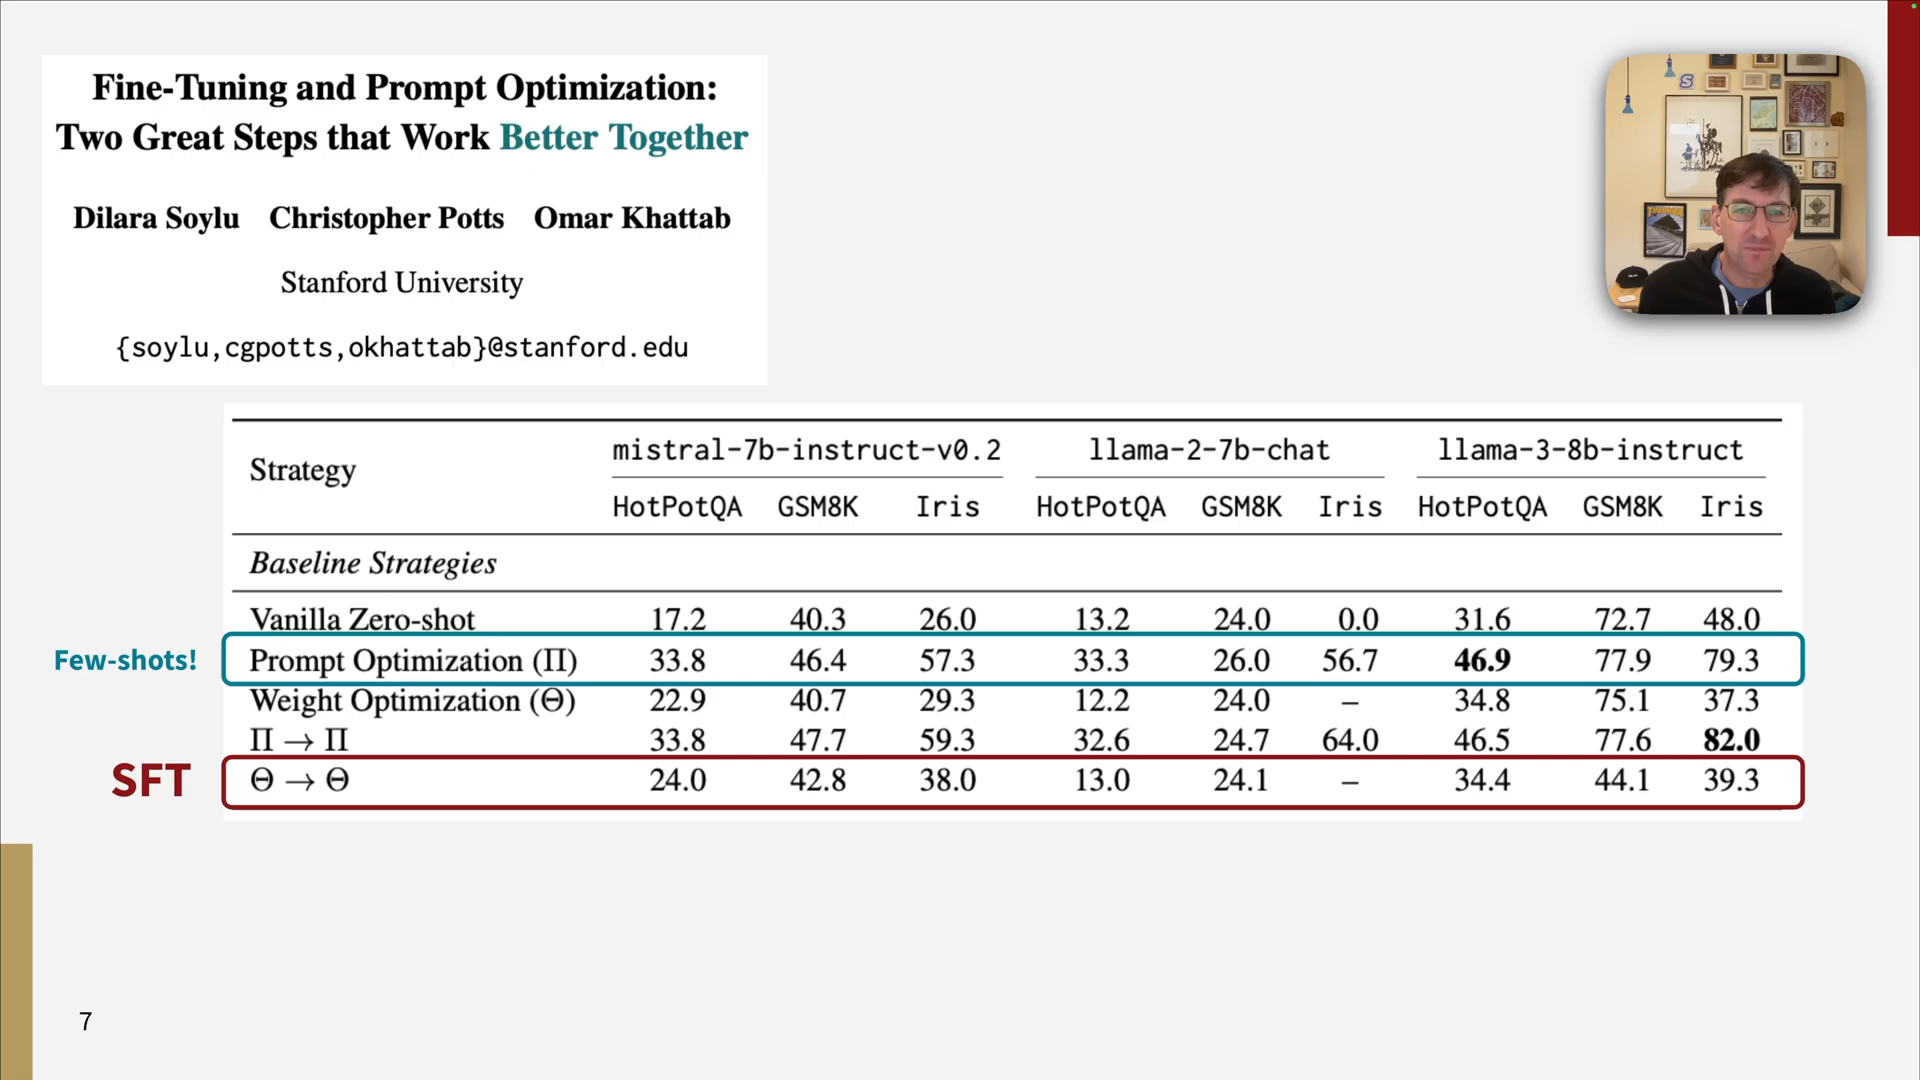 Fine-Tuning and Prompt Optimization:
Two Great Steps that Work Better Together
Dilara Soylu Christopher Potts Omar Khattab
Stanford University
{soylu,cgpotts,okhattab}@stanford.edu
Strategy mistral-7b-instruct-v0.2 llama-2-7b-chat llama-3-8b-instruct
HotPotQA GSM8K Iris HotPotQA GSM8K Iris HotPotQA GSM8K Iris
Baseline Strategies
Vanilla Zero-shot 17.2 40.3 26.0 13.2 24.0 0.0 31.6 72.7 48.0
Few-shots! Prompt Optimization (Π) 33.8 46.4 57.3 33.3 26.0 56.7 46.9 77.9 79.3
Weight Optimization (Θ) 22.9 40.7 29.3 12.2 24.0 – 34.8 75.1 37.3
Π → Π 33.8 47.7 59.3 32.6 24.7 64.0 46.5 77.6 82.0
SFT Θ → Θ 24.0 42.8 38.0 13.0 24.1 – 34.4 44.1 39.3
7